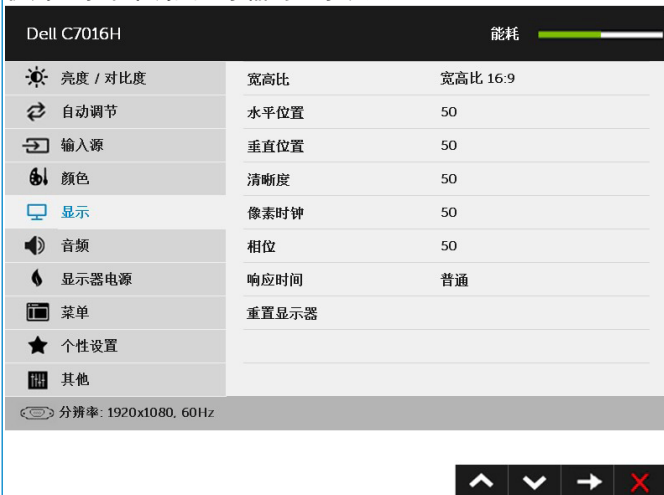 Dell C7016H 能耗
亮度 / 对比度 宽高比 宽高比 16:9
自动调节 水平位置 50
输入源 垂直位置 50
颜色 清晰度 50
显示 像素时钟 50
音频 相位 50
显示器电源 响应时间 普通
菜单 重置显示器
个性设置
其他
分辨率: 1920x1080, 60Hz